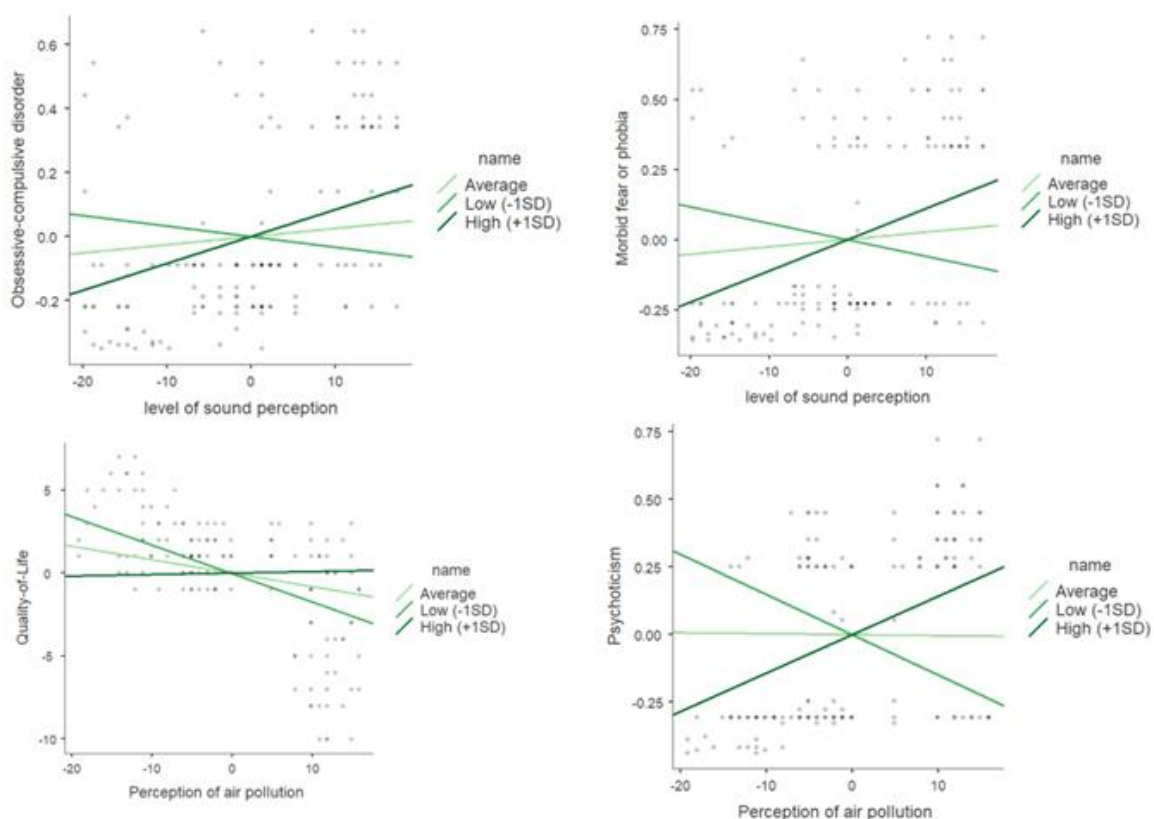 Obsessive-compulsive disorder
0.6
0.4
0.2
0.0
-0.2
-20
-10
0
10
level of sound perception
name
Average
Low (-1SD)
High (+1SD)
Morbid fear or phobia
0.75
0.50
0.25
0.00
-0.25
-20
-10
0
10
level of sound perception
name
Average
Low (-1SD)
High (+1SD)
Quality-of-Life
5
0
-5
-10
-20
-10
0
10
Perception of air pollution
name
Average
Low (-1SD)
High (+1SD)
Psychoticism
0.75
0.50
0.25
0.00
-0.25
-20
-10
0
10
Perception of air pollution
name
Average
Low (-1SD)
High (+1SD)